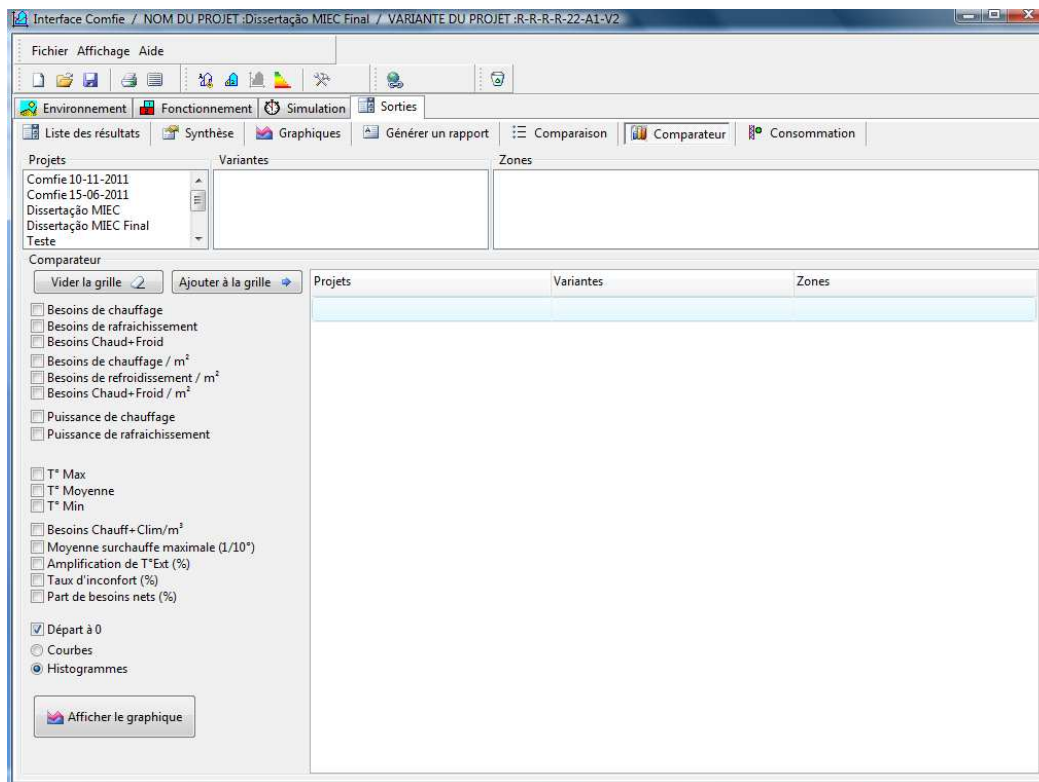 Interface Comfie / NOM DU PROJET :Dissertação MIEC Final / VARIANTE DU PROJET :R-R-R-R-22-A1-V2
Fichier Affichage Aide
Environnement Fonctionnement Simulation Sorties
Liste des résultats Synthèse Graphiques Générer un rapport Comparaison Comparateur Consommation
Projets Variantes Zones
Comfie 10-11-2011
Comfie 15-06-2011
Dissertação MIEC
Dissertação MIEC Final
Teste
Comparateur
Vider la grille Ajouter à la grille Projets Variantes Zones
Besoins de chauffage
Besoins de rafraichissement
Besoins Chaud+Froid
Besoins de chauffage / m²
Besoins de refroidissement / m²
Besoins Chaud+Froid / m²
Puissance de chauffage
Puissance de rafraichissement
T° Max
T° Moyenne
T° Min
Besoins Chauff+Clim/m³
Moyenne surchauffe maximale (1/10°)
Amplification de T°Ext (%)
Taux d'inconfort (%)
Part de besoins nets (%)
Départ à 0
Courbes
Histogrammes
Afficher le graphique